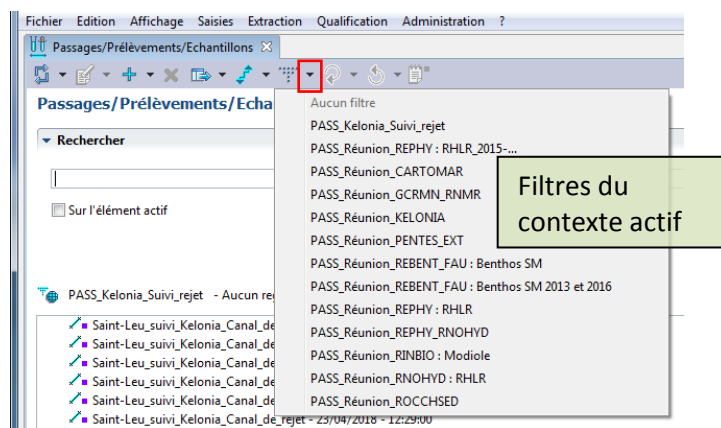 Fichier Edition Affichage Saisies Extraction Qualification Administration ?
Passages/Prélèvements/Echantillons
Passages/Prélèvements/Echa
Rechercher
Sur l'élément actif
PASS_Kelonia_Suivi_rejet - Aucun re
Saint-Leu_suivi_Kelonia_Canal_de
Saint-Leu_suivi_Kelonia_Canal_de
Saint-Leu_suivi_Kelonia_Canal_de
Saint-Leu_suivi_Kelonia_Canal_de
Saint-Leu_suivi_Kelonia_Canal_de_rejet - 23/04/2018 - 12:29:00
Aucun filtre
PASS_Kelonia_Suivi_rejet
PASS_Réunion_REPHY : RHLR_2015-...
PASS_Réunion_CARTOMAR
PASS_Réunion_GCRMN_RNMR
PASS_Réunion_KELONIA
PASS_Réunion_PENTES_EXT
PASS_Réunion_REBENT_FAU : Benthos SM
PASS_Réunion_REBENT_FAU : Benthos SM 2013 et 2016
PASS_Réunion_REPHY : RHLR
PASS_Réunion_REPHY_RNOHYD
PASS_Réunion_RINBIO : Modiole
PASS_Réunion_RNOHYD : RHLR
PASS_Réunion_ROCCHSED
Filtres du
contexte actif